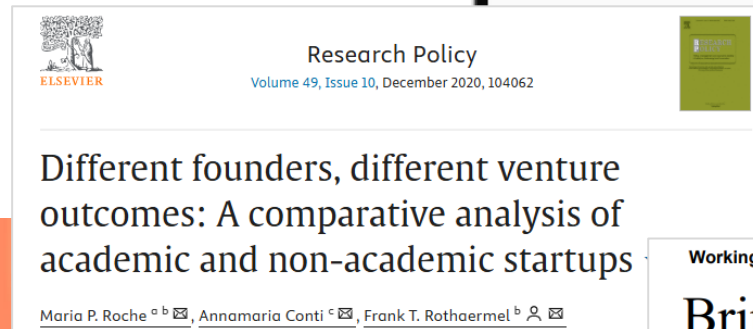 ELSEVIER
Research Policy
Volume 49, Issue 10, December 2020, 104062
Different founders, different venture
outcomes: A comparative analysis of
academic and non-academic startups
Maria P. Roche a b, Annamaria Conti c, Frank T. Rothaermel b
Working
Bri